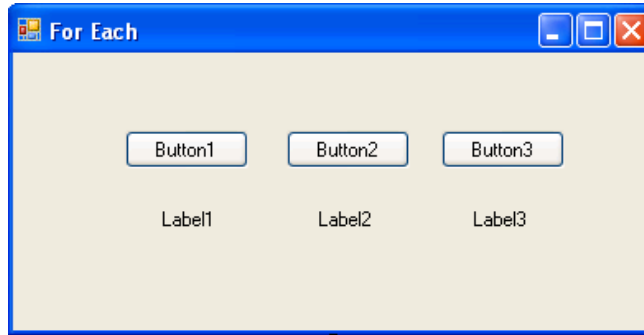 For Each
Button1 Button2 Button3
Label1 Label2 Label3